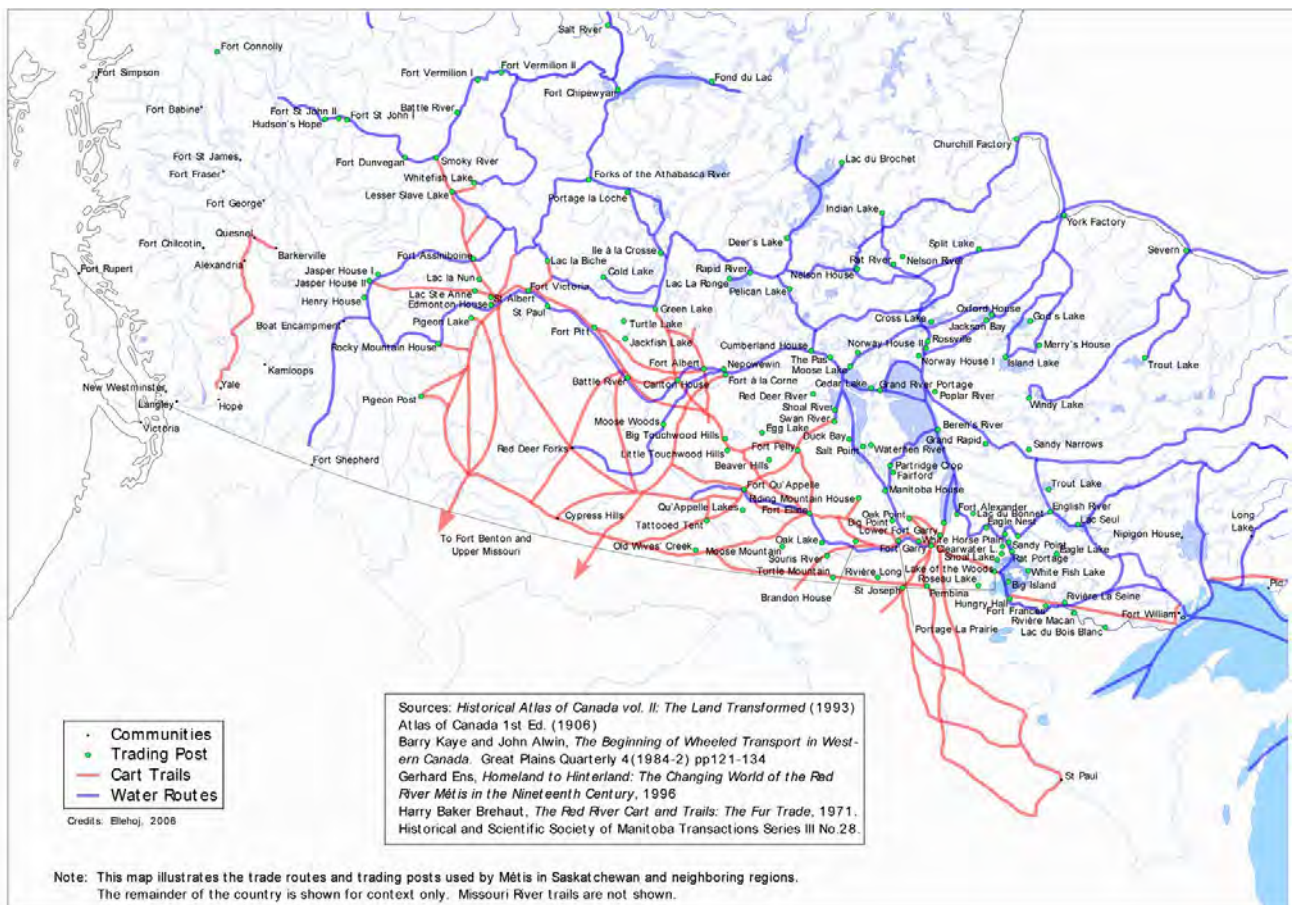 Salt River
Fort Connolly
Fort Simpson
Fort Vermilion I
Fort Vermilion II
Fond du Lac
Fort Chipewyan
Fort Babine
Fort St John II
Battle River
Hudson's Hope
Fort St John I
Churchill Factory
Fort St James
Fort Dunvegan
Smoky River
Lac du Brochet
Fort Fraser
Whitefish Lake
Forks of the Athabasca River
Lesser Slave Lake
Portage la Loche
Fort George
Indian Lake
York Factory
Quesnel
Deer's Lake
Split Lake
Severn
Fort Chilcotin
Barkerville
Fort Assiniboine
Ile à la Crosse
Rat River
Nelson River
Alexandria
Lac la Biche
Fort Rupert
Jasper House I
Cold Lake
Rapid River
Nelson House
Jasper House II
Lac la Nun
Lac La Ronge
Pelican Lake
Henry House
Lac Ste Anne
St Albert
Fort Victoria
Edmonton House
St Paul
Green Lake
Oxford House
Boat Encampment
Pigeon Lake
Fort Pitt
Turtle Lake
Cross Lake
Jackson Bay
God's Lake
Rocky Mountain House
Jackfish Lake
Cumberland House
Norway House II
Rossville
Merry's House
Kamloops
Fort Albert
Nepowewin
The Pas
Norway House I
Island Lake
Trout Lake
Moose Lake
New Westminster
Yale
Battle River
Carlton House
Fort à la Corne
Cedar Lake
Grand River Portage
Langley
Hope
Pigeon Post
Red Deer River
Poplar River
Windy Lake
Shoal River
Victoria
Moose Woods
Swan River
Egg Lake
Beren's River
Big Touchwood Hills
Duck Bay
Grand Rapid
Red Deer Forks
Fort Pelly
Salt Point
Waterhen River
Sandy Narrows
Little Touchwood Hills
Fort Shepherd
Beaver Hills
Partridge Crop
Fairford
Fort Qu'Appelle
Manitoba House
Trout Lake
Riding Mountain House
Qu'Appelle Lakes
Fort Ellice
Oak Point
Fort Alexander
Lac du Bonnet
English River
Long Lake
Cypress Hills
Tattooed Tent
Big Point
Lower Fort Garry
Eagle Nest
Lac Seul
Nipigon House
To Fort Benton and
Upper Missouri
Old Wives' Creek
Moose Mountain
Oak Lake
Fort Garry
White Horse Plain
Clearwater L.
Sandy Point
Eagle Lake
Souris River
Shoal Lake
Rat Portage
Turtle Mountain
Rivière Long
Lake of the Woods
White Fish Lake
Roseau Lake
Big Island
Pic
Brandon House
St Joseph
Pembina
Hungry Hall
Rivière La Seine
Fort Frances
Fort William
Portage La Prairie
Rivière Macan
Lac du Bois Blanc
St Paul
Communities
Trading Post
Cart Trails
Water Routes
Credits: Ellehoj, 2006
Sources: Historical Atlas of Canada vol. II: The Land Transformed (1993)
Atlas of Canada 1st Ed. (1906)
Barry Kaye and John Alwin, The Beginning of Wheeled Transport in West-
ern Canada. Great Plains Quarterly 4(1984-2) pp121-134
Gerhard Ens, Homeland to Hinterland: The Changing World of the Red
River Métis in the Nineteenth Century, 1996
Harry Baker Brehaut, The Red River Cart and Trails: The Fur Trade, 1971.
Historical and Scientific Society of Manitoba Transactions Series III No.28.
Note: This map illustrates the trade routes and trading posts used by Métis in Saskatchewan and neighboring regions.
The remainder of the country is shown for context only. Missouri River trails are not shown.